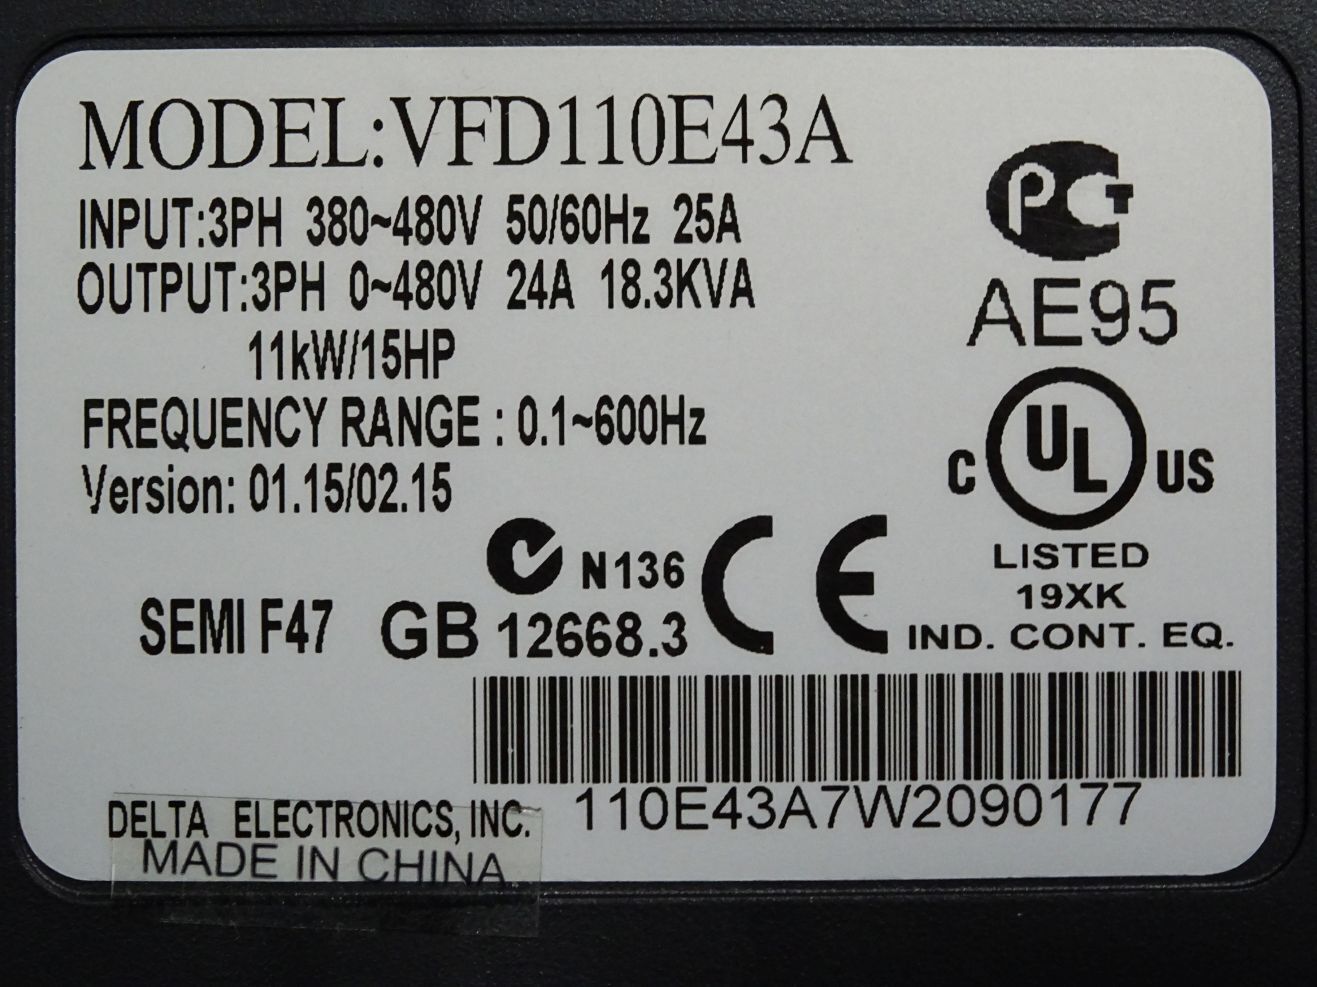 MODEL:VFD110E43A
INPUT:3PH 380~480V 50/60Hz 25A
OUTPUT:3PH 0~480V 24A 18.3KVA
11kW/15HP
FREQUENCY RANGE : 0.1~600Hz
Version: 01.15/02.15
PCT
AE95
C UL US
LISTED
19XK
IND. CONT. EQ.
N136
CE
SEMI F47 GB 12668.3
110E43A7W2090177
DELTA ELECTRONICS, INC.
MADE IN CHINA